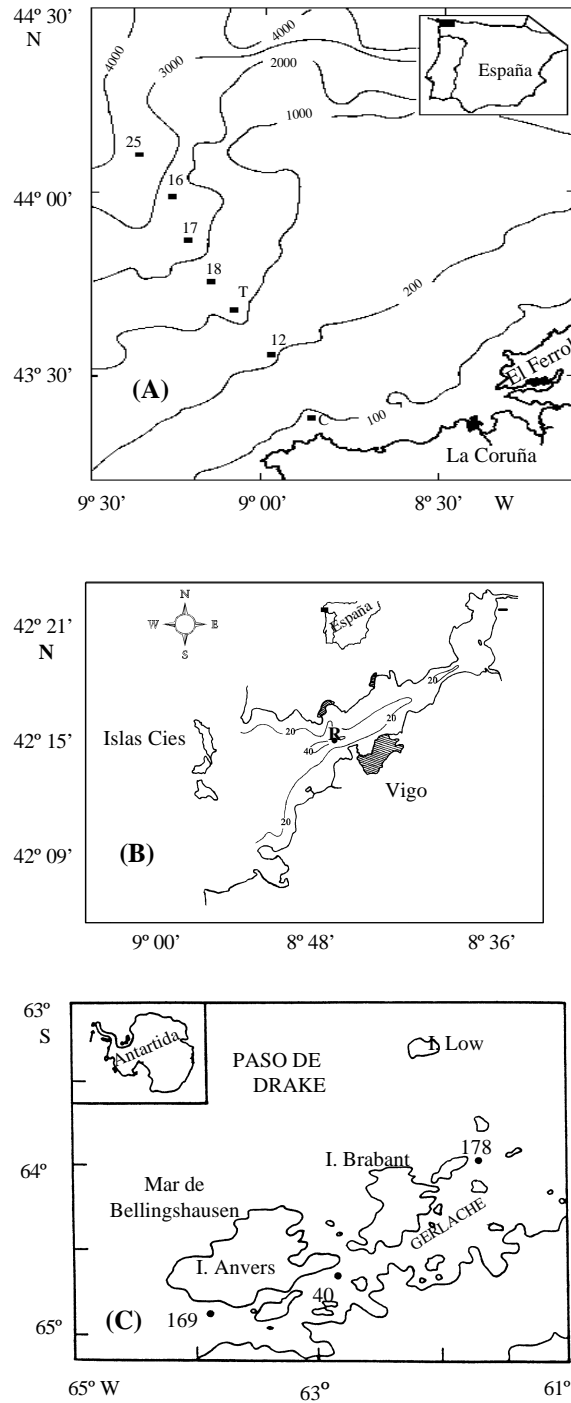 44º 30’
N
4000
4000
3000
2000
España
1000
25
44º 00’
16
17
18
T
200
12
43º 30’
(A)
El Ferrol
C
100
La Coruña
9º 30’
9º 00’
8º 30’
W
N
42º 21’
España
W
E
N
S
20
20
20
R
42º 15’
Islas Cies
40
Vigo
20
(B)
42º 09’
9º 00’
8º 48’
8º 36’
63º
S
Antartida
I. Low
PASO DE
DRAKE
178
64º
I. Brabant
Mar de
Bellingshausen
GERLACHE
I. Anvers
40
169
(C)
65º
65º W
63º
61º